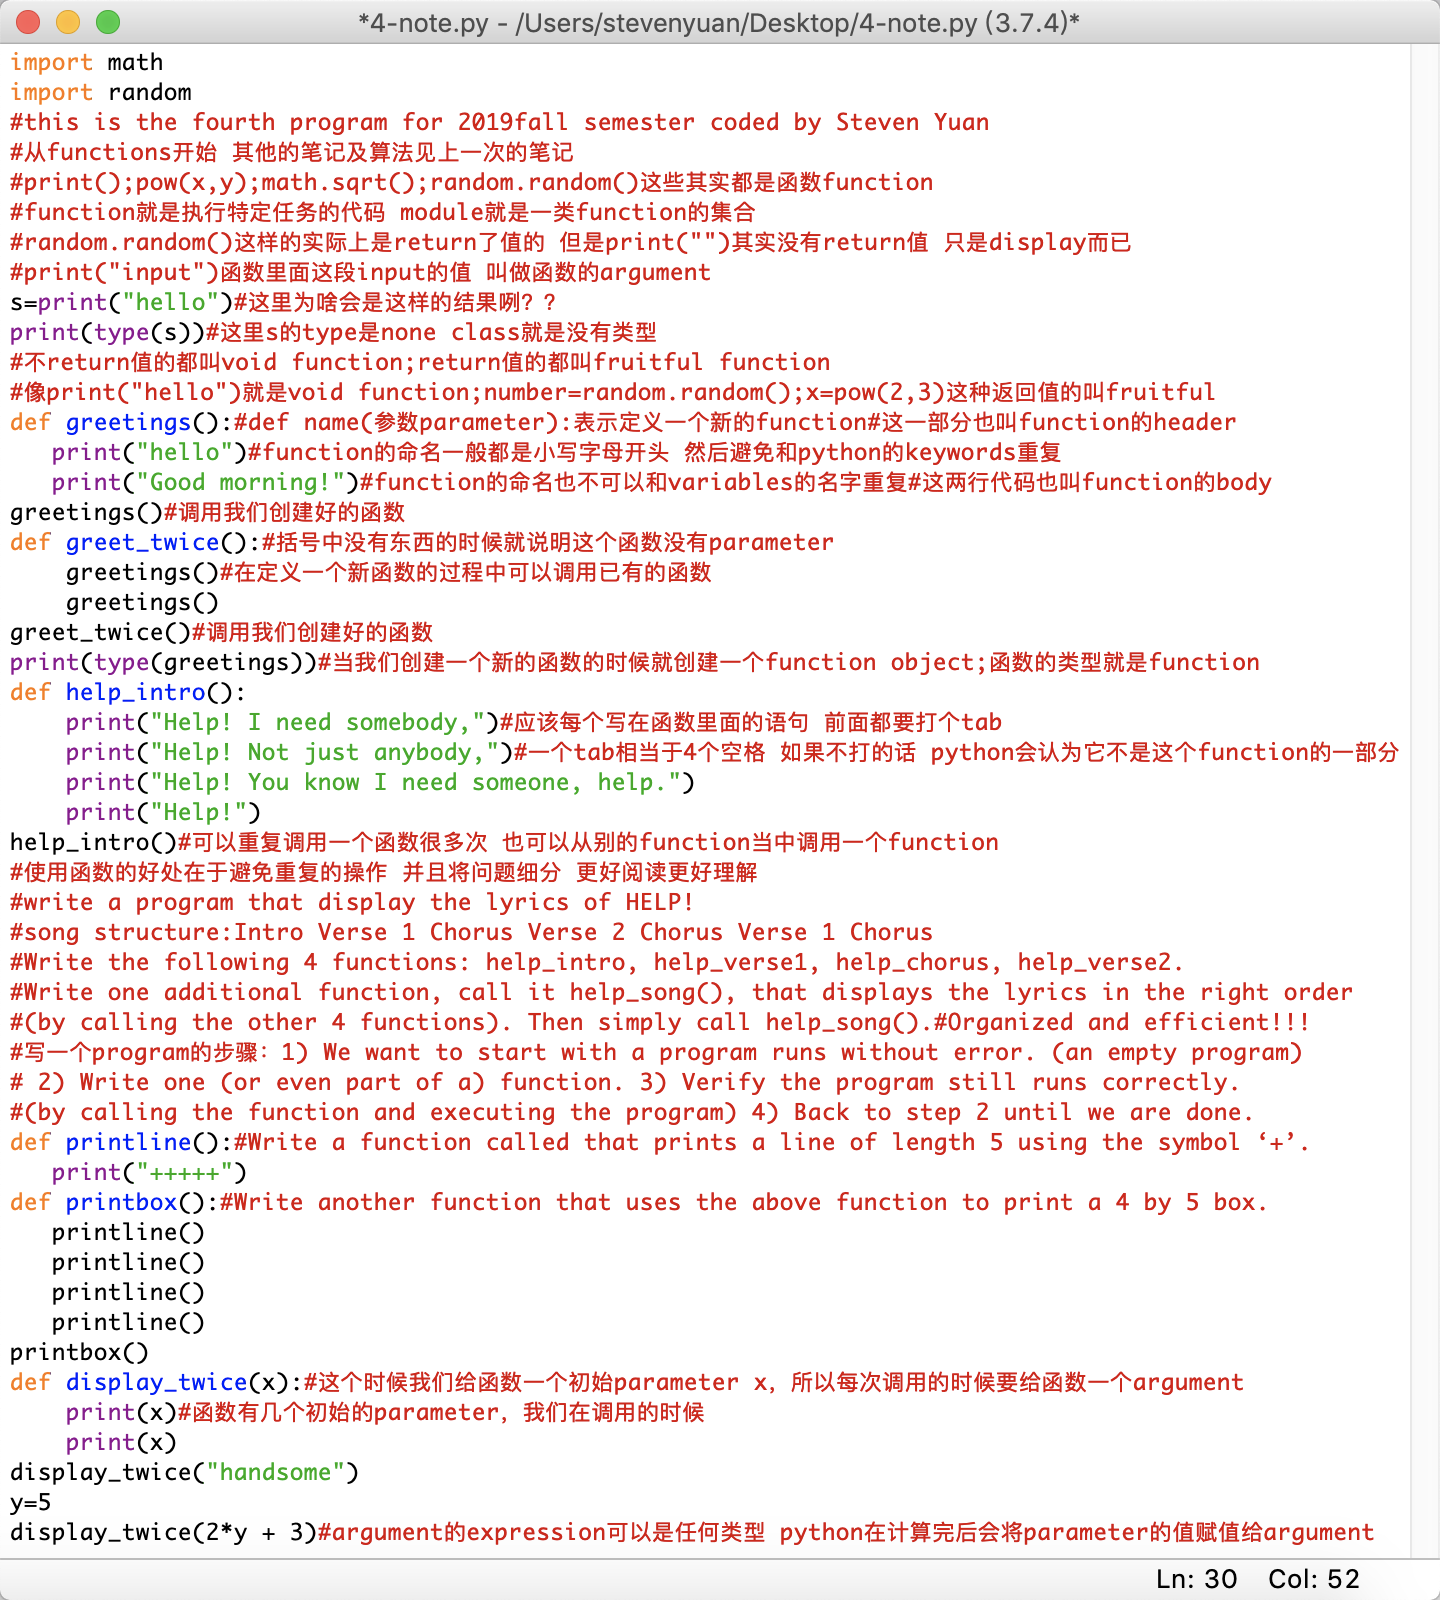 *4-note.py - /Users/stevenyuan/Desktop/4-note.py (3.7.4)*
import math
import random
#this is the fourth program for 2019fall semester coded by Steven Yuan
#从functions开始 其他的笔记及算法见上一次的笔记
#print();pow(x,y);math.sqrt();random.random()这些其实都是函数function
#function就是执行特定任务的代码 module就是一类function的集合
#random.random()这样的实际上是return了值的 但是print("")其实没有return值 只是display而已
#print("input")函数里面这段input的值 叫做函数的argument
s=print("hello")#这里为啥会是这样的结果咧？？
print(type(s))#这里s的type是none class就是没有类型
#不return值的都叫void function;return值的都叫fruitful function
#像print("hello")就是void function;number=random.random();x=pow(2,3)这种返回值的叫fruitful
def greetings():#def name(参数parameter):表示定义一个新的function#这一部分也叫function的header
   print("hello")#function的命名一般都是小写字母开头 然后避免和python的keywords重复
   print("Good morning!")#function的命名也不可以和variables的名字重复#这两行代码也叫function的body
greetings()#调用我们创建好的函数
def greet_twice():#括号中没有东西的时候就说明这个函数没有parameter
    greetings()#在定义一个新函数的过程中可以调用已有的函数
    greetings()
greet_twice()#调用我们创建好的函数
print(type(greetings))#当我们创建一个新的函数的时候就创建一个function object;函数的类型就是function
def help_intro():
    print("Help! I need somebody,")#应该每个写在函数里面的语句 前面都要打个tab
    print("Help! Not just anybody,")#一个tab相当于4个空格 如果不打的话 python会认为它不是这个function的一部分
    print("Help! You know I need someone, help.")
    print("Help!")
help_intro()#可以重复调用一个函数很多次 也可以从别的function当中调用一个function
#使用函数的好处在于避免重复的操作 并且将问题细分 更好阅读更好理解
#write a program that display the lyrics of HELP!
#song structure:Intro Verse 1 Chorus Verse 2 Chorus Verse 1 Chorus
#Write the following 4 functions: help_intro, help_verse1, help_chorus, help_verse2.
#Write one additional function, call it help_song(), that displays the lyrics in the right order
#(by calling the other 4 functions). Then simply call help_song().#Organized and efficient!!!
#写一个program的步骤：1) We want to start with a program runs without error. (an empty program)
# 2) Write one (or even part of a) function. 3) Verify the program still runs correctly.
#(by calling the function and executing the program) 4) Back to step 2 until we are done.
def printline():#Write a function called that prints a line of length 5 using the symbol ‘+’.
   print("+++++")
def printbox():#Write another function that uses the above function to print a 4 by 5 box.
   printline()
   printline()
   printline()
   printline()
printbox()
def display_twice(x):#这个时候我们给函数一个初始parameter x，所以每次调用的时候要给函数一个argument
    print(x)#函数有几个初始的parameter，我们在调用的时候
    print(x)
display_twice("handsome")
y=5
display_twice(2*y + 3)#argument的expression可以是任何类型 python在计算完后会将parameter的值赋值给argument
Ln: 30 Col: 52